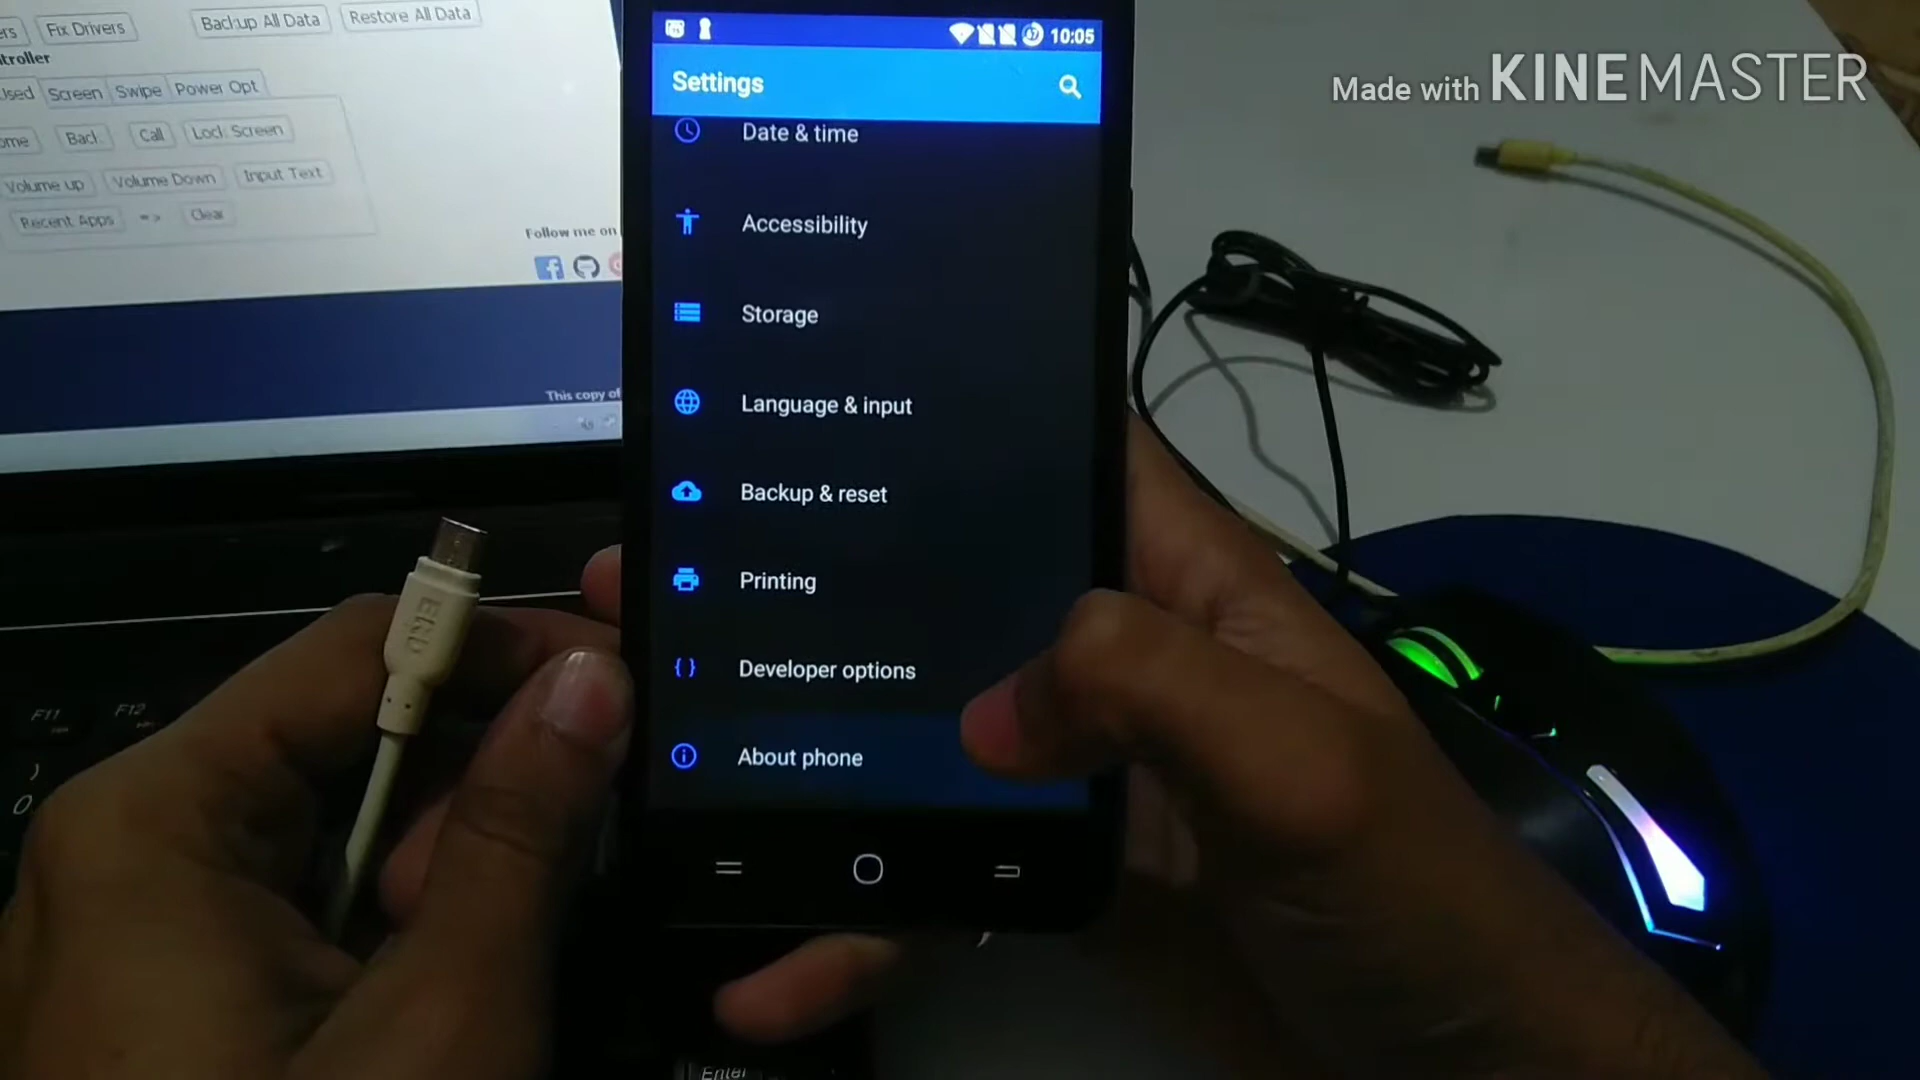 Fix Drivers
Backup All Data
Restore All Data
Screen
Swipe
Power Opt
Back
Call
Lock Screen
Volume up
Volume Down
Input Text
Recent Apps
=>
Clear
Follow me on
This copy of
10:05
Settings
Date & time
Accessibility
Storage
Language & input
Backup & reset
Printing
{ } Developer options
About phone
Made with KINEMASTER
F11
F12
)
0
Enter